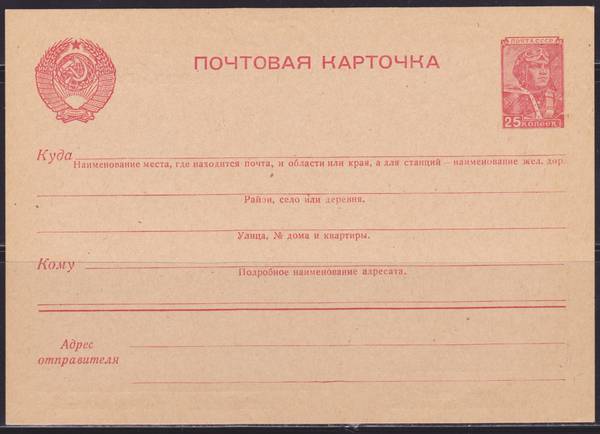 ПОЧТОВАЯ КАРТОЧКА
ПОЧТА СССР
25 КОПЕЕК
Куда
Наименование места, где находится почта, и области или края, а для станций – наименование жел. дор.
Район, село или деревня.
Улица, № дома и квартиры.
Кому
Подробное наименование адресата.
Адрес
отправителя